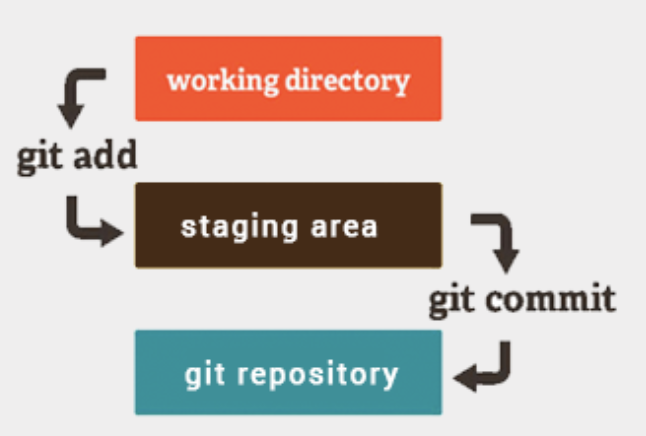 working directory
git add
staging area
git commit
git repository